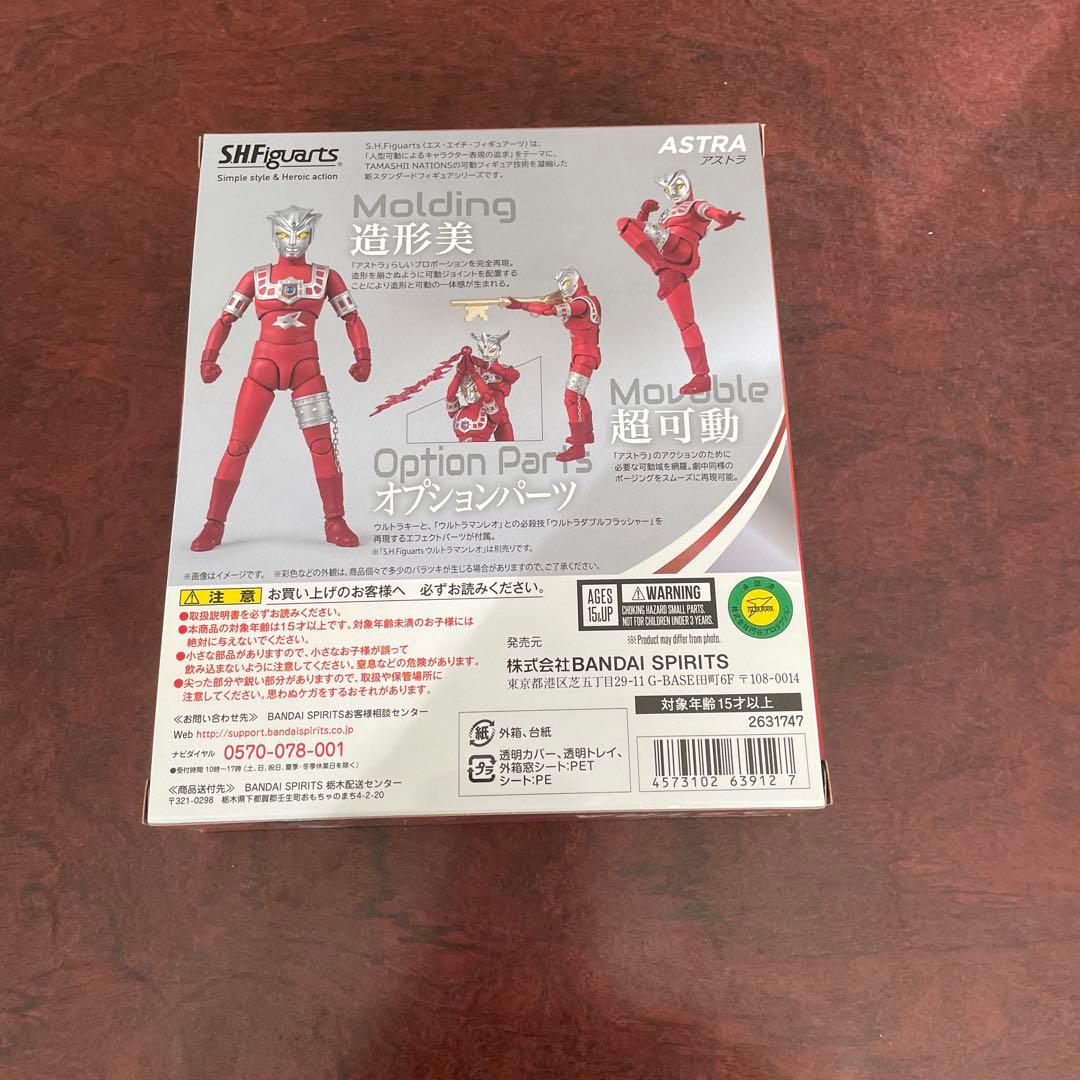 S.H.Figuarts
Simple style & Heroic action
S.H.Figuarts(エス・エイチ・フィギュアーツ)は、
「人型可動によるキャラクター表現の追求」をテーマに、
TAMASHII NATIONSの可動フィギュア技術を凝縮した
新スタンダードフィギュアシリーズです。
ASTRA
アストラ
Molding
造形美
「アストラ」らしいプロポーションを完全再現。
造形を崩さぬように可動ジョイントを配置する
ことにより造形と可動の一体感が生まれる。
Movable
超可動
「アストラ」のアクションのために
必要な可動域を網羅。劇中同様の
ポージングをスムーズに再現可能。
Option Parts
オプションパーツ
ウルトラキーと、「ウルトラマンレオ」との必殺技「ウルトラダブルフラッシャー」を
再現するエフェクトパーツが付属。
※「S.H.Figuarts ウルトラマンレオ」は別売りです。
※画像はイメージです。 ※彩色などの外観は、商品個々で多少のバラツキが生じる場合がありますので、ご了承ください。
注意 お買い上げのお客様へ 必ずお読みください。
●取扱説明書を必ずお読みください。
●本商品の対象年齢は15才以上です。対象年齢未満のお子様には
絶対に与えないでください。
●小さな部品がありますので、小さなお子様が誤って
飲み込まないように注意してください。窒息などの危険があります。
●尖った部分や鋭い部分がありますので、取扱や保管場所に
注意してください。思わぬケガをするおそれがあります。
≪お問い合わせ先≫ BANDAI SPIRITSお客様相談センター
Web http://support.bandaispirits.co.jp
ナビダイヤル 0570-078-001
●受付時間 10時〜17時(土、日、祝日、夏季・冬季休業日を除く)
≪商品送付先≫ BANDAI SPIRITS 栃木配送センター
〒321-0298 栃木県下都賀郡壬生町おもちゃのまち4-2-20
AGES
15&UP
WARNING
CHOKING HAZARD SMALL PARTS.
NOT FOR CHILDREN UNDER 3 YEARS.
※Product may differ from photo.
承認済
TSUBURAYA
株式会社円谷プロダクション
発売元
株式会社BANDAI SPIRITS
東京都港区芝五丁目29-11 G-BASE田町6F 〒108-0014
対象年齢15才以上
2631747
紙 外箱、台紙
プラ 透明カバー、透明トレイ、
外箱窓シート:PET
シート:PE
4573102 63912 7